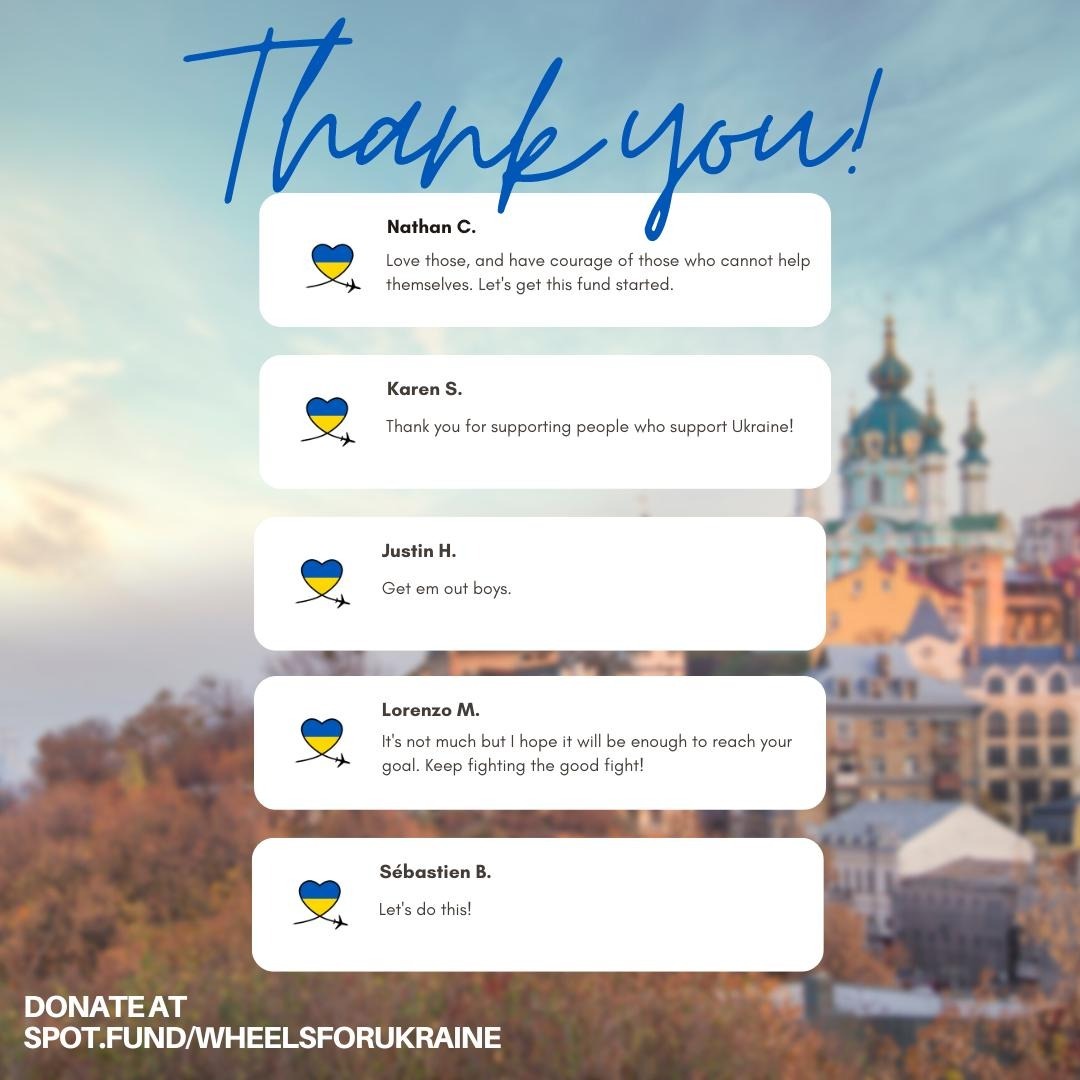 Thank you!
Nathan C.
Love those, and have courage of those who cannot help
themselves. Let's get this fund started.
Karen S.
Thank you for supporting people who support Ukraine!
Justin H.
Get em out boys.
Lorenzo M.
It's not much but I hope it will be enough to reach your
goal. Keep fighting the good fight!
Sébastien B.
Let's do this!
DONATE AT
SPOT.FUND/WHEELSFORUKRAINE